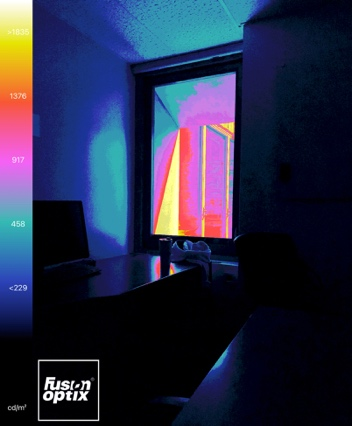 >1835
1376
917
458
<229
cd/m²
fusion®
optix